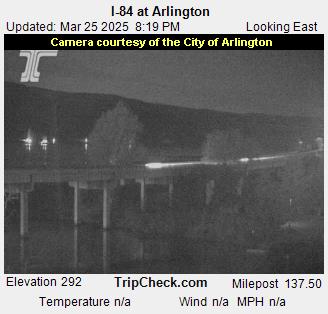 I-84 at Arlington
Updated: Mar 25 2025 8:19 PM Looking East
Camera courtesy of the City of Arlington
Elevation 292 TripCheck.com Milepost 137.50
Temperature n/a Wind n/a MPH n/a